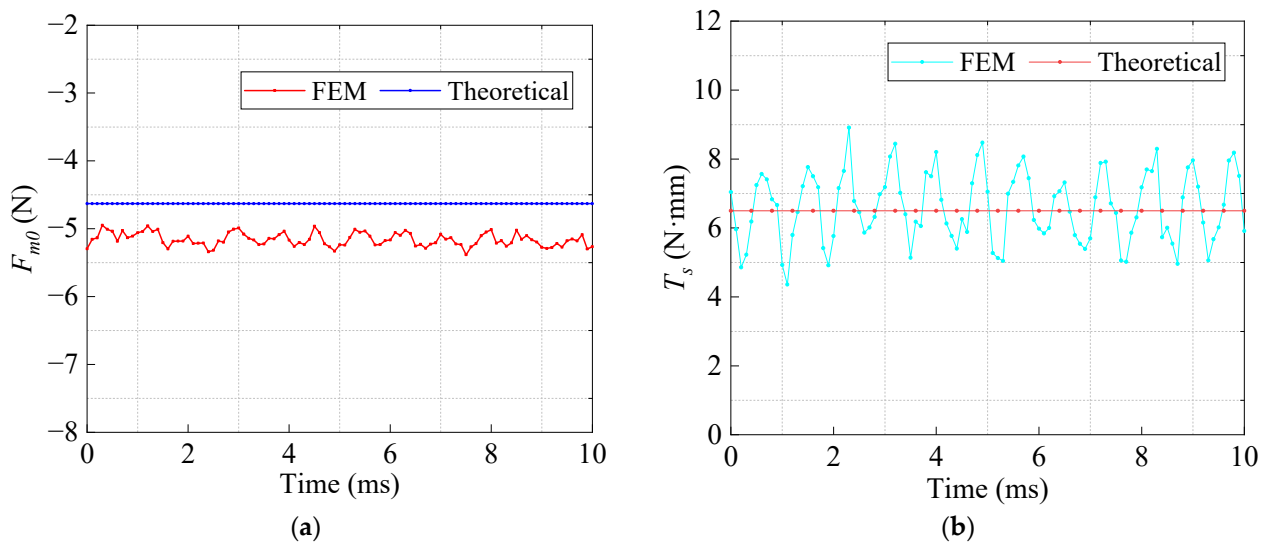 −2
−3
−4
−5
−6
−7
−8
F_m0 (N)
FEM Theoretical
0 2 4 6 8 10
Time (ms)
(a)
12
10
8
6
4
2
0
T_s (N·mm)
FEM Theoretical
0 2 4 6 8 10
Time (ms)
(b)